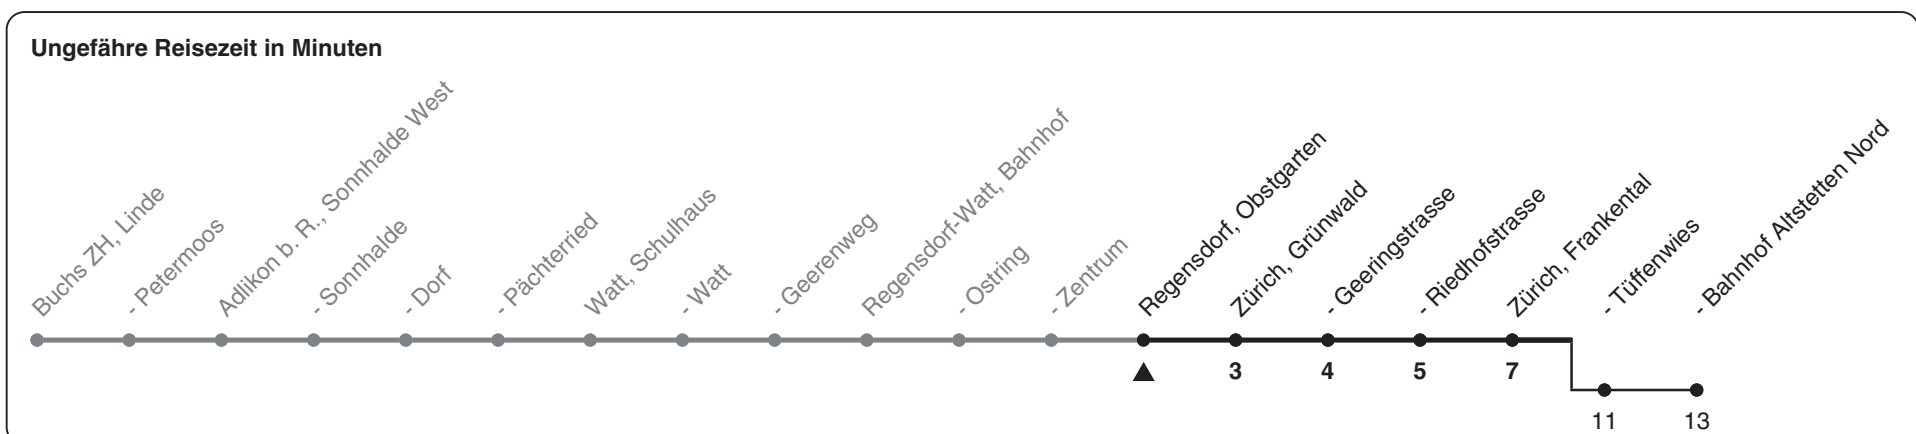 Ungefähre Reisezeit in Minuten
Buchs ZH, Linde
- Petermoos
Adlikon b. R., Sonnhalde West
- Sonnhalde
- Dorf
- Pächterried
Watt, Schulhaus
- Watt
- Geerenweg
Regensdorf-Watt, Bahnhof
- Ostring
- Zentrum
Regensdorf, Obstgarten
Zürich, Grünwald
- Geeringstrasse
- Riedhofstrasse
Zürich, Frankental
- Tüffenwies
- Bahnhof Altstetten Nord
3 4 5 7
11 13